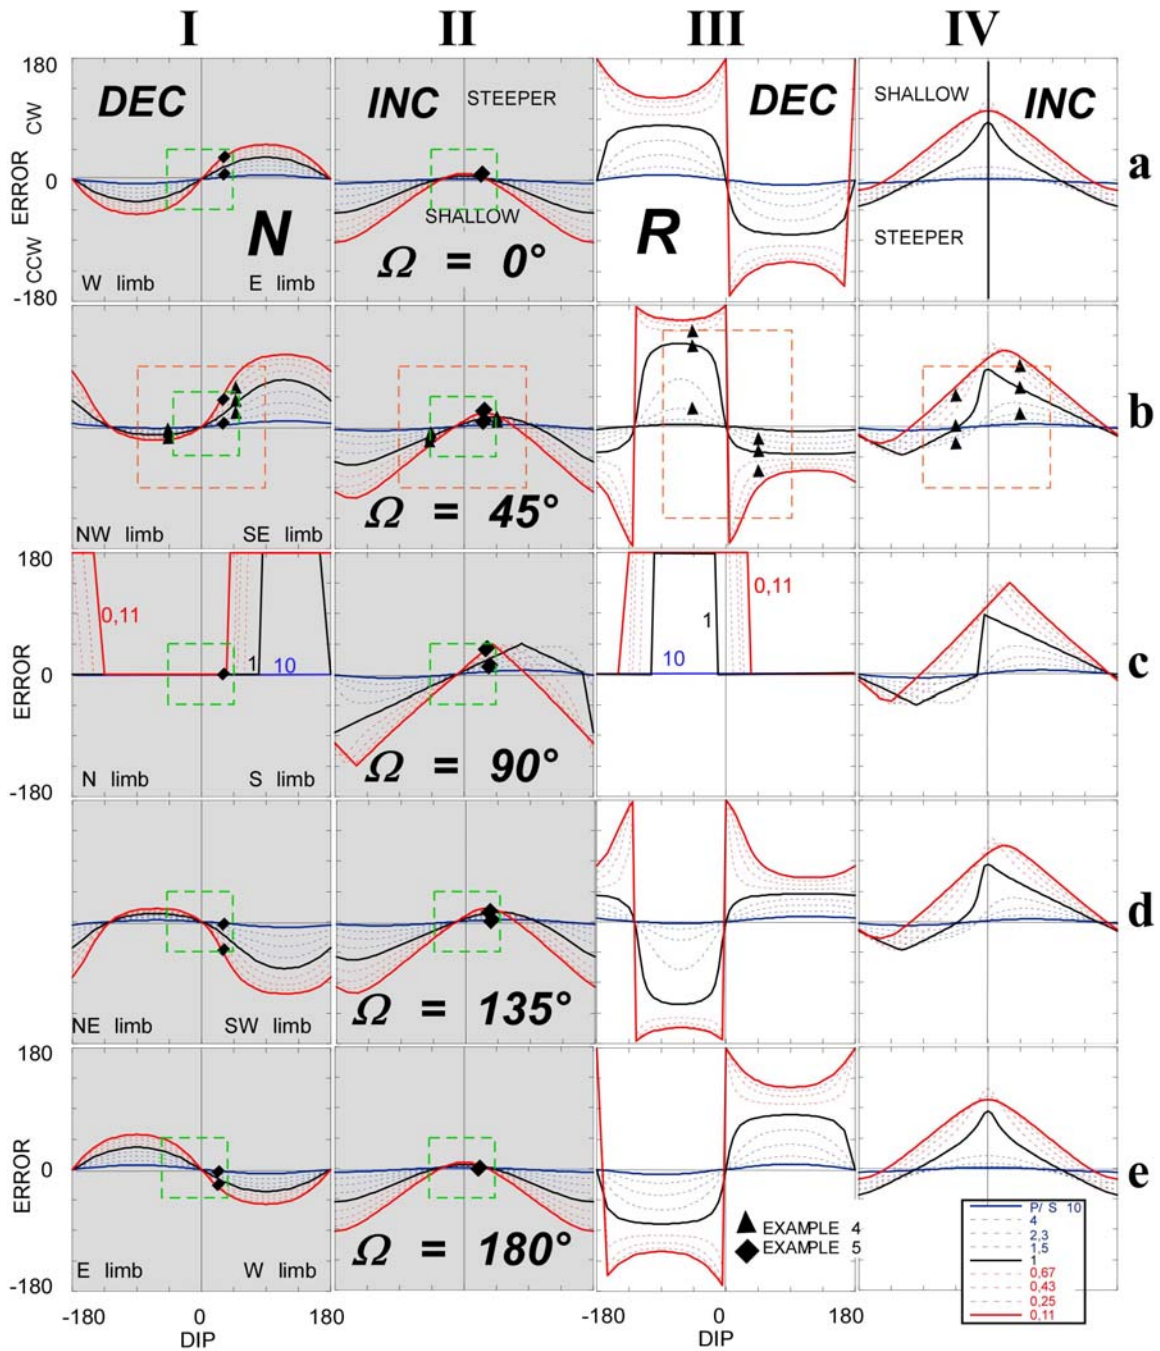 I II III IV
180 DEC INC STEEPER DEC SHALLOW INC
CW
ERROR 0 a
CCW
N SHALLOW R STEEPER
W limb E limb Ω = 0°
-180
b
NW limb SE limb Ω = 45°
180
0,11 0,11
1 1
ERROR 0 10 10 c
N limb S limb Ω = 90°
-180
d
NE limb SW limb Ω = 135°
180
ERROR 0 e
E limb W limb Ω = 180°
-180
EXAMPLE 4
EXAMPLE 5
P/ S 10
4
2,3
1,5
1
0,67
0,43
0,25
0,11
-180 0 180 -180 0 180
DIP DIP